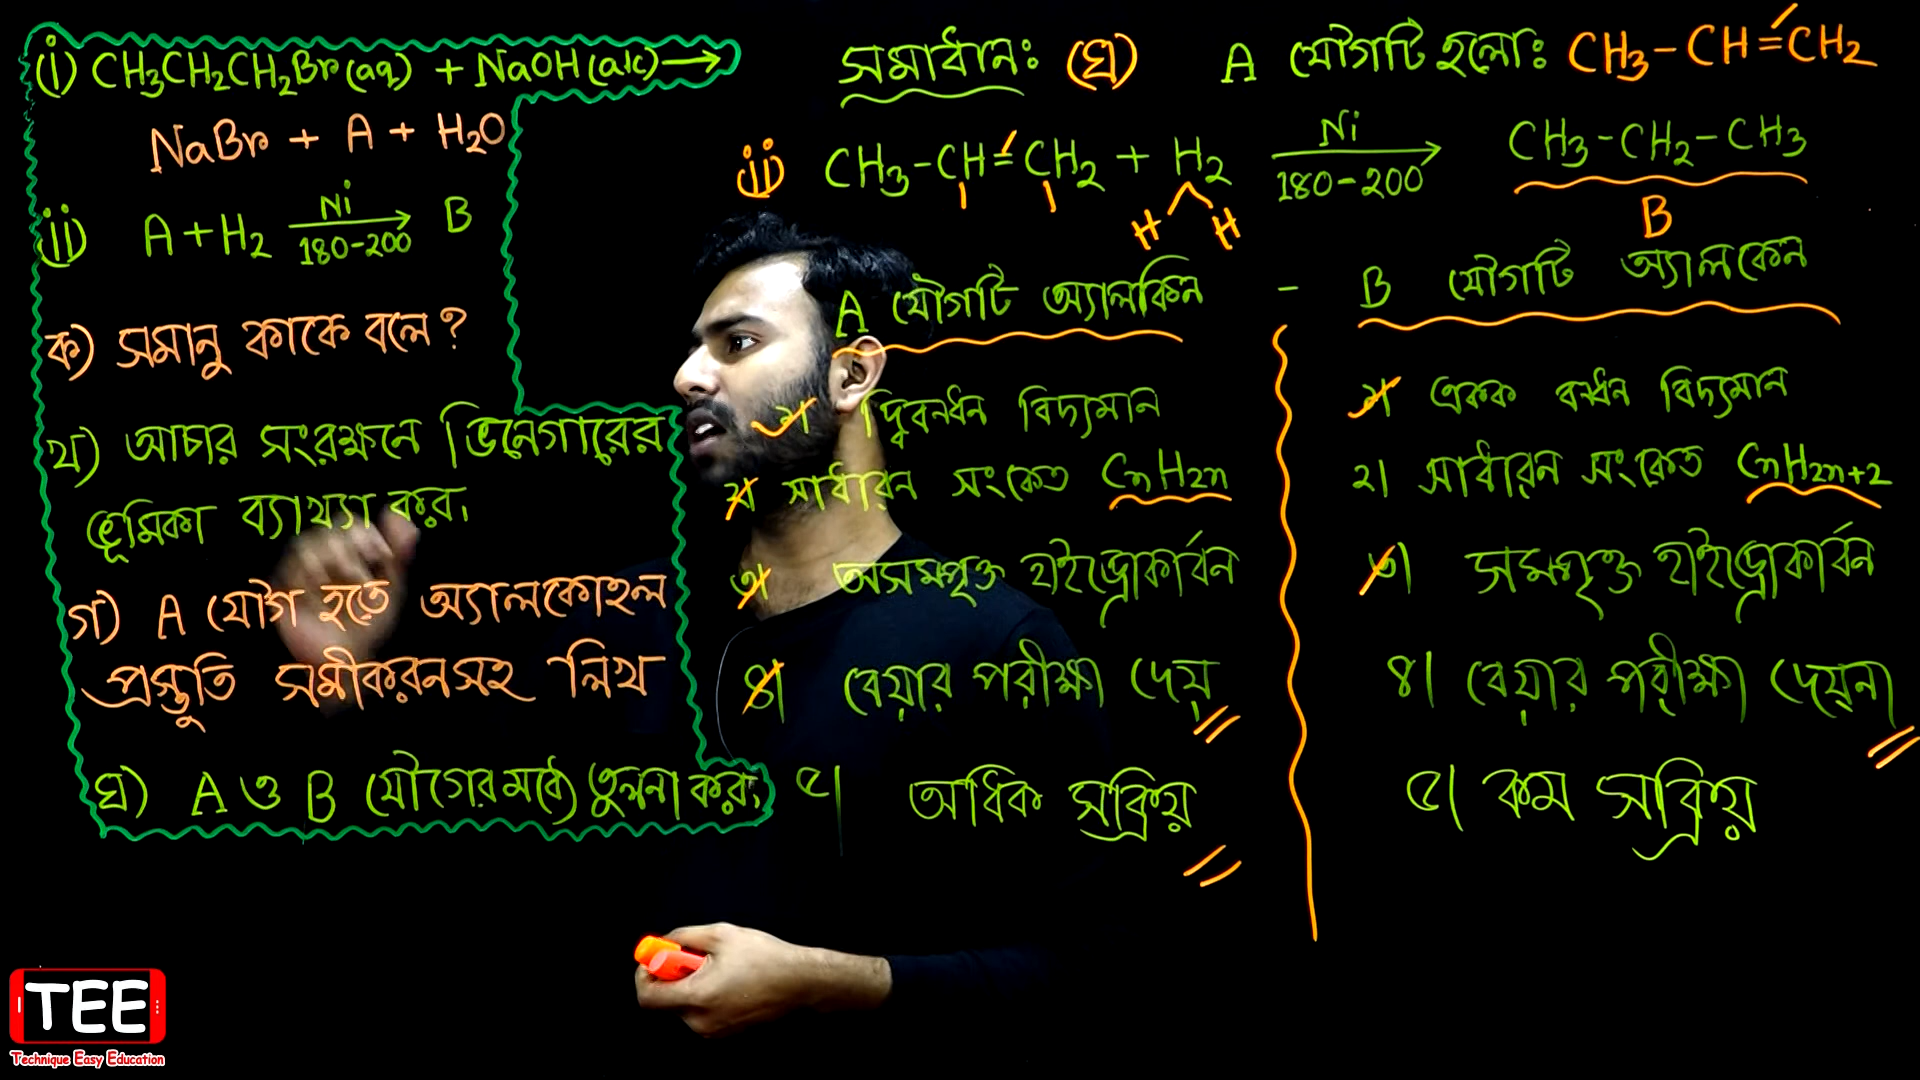 (i) CH3CH2CH2Br(aq) + NaOH(alc) →
NaBr + A + H2O
(ii) A + H2 Ni 180-200 → B
ক) সমানু কাকে বলে?
খ) আচার সংরক্ষনে ভিনেগারের
ভূমিকা ব্যাখ্যা কর।
গ) A যৌগ হতে অ্যালকোহল
প্রস্তুতি সমীকরনসহ লিখ
ঘ) A ও B যৌগের মধ্যে তুলনা কর।
সমাধান: (ঘ) A যৌগটি হলো: CH3-CH=CH2
(ii) CH3-CH=CH2 + H2 Ni 180-200 → CH3-CH2-CH3
H H
B
A যৌগটি অ্যালকিন - B যৌগটি অ্যালকেন
১। দ্বিবন্ধন বিদ্যমান
২। সাধারন সংকেত CnH2n
৩। অসম্পৃক্ত হাইড্রোকার্বন
৪। বেয়ার পরীক্ষা দেয়
৫। অধিক সক্রিয়
১। একক বন্ধন বিদ্যমান
২। সাধারন সংকেত CnH2n+2
৩। সম্পৃক্ত হাইড্রোকার্বন
৪। বেয়ার পরীক্ষা দেয়না
৫। কম সক্রিয়
TEE
Technique Easy Education